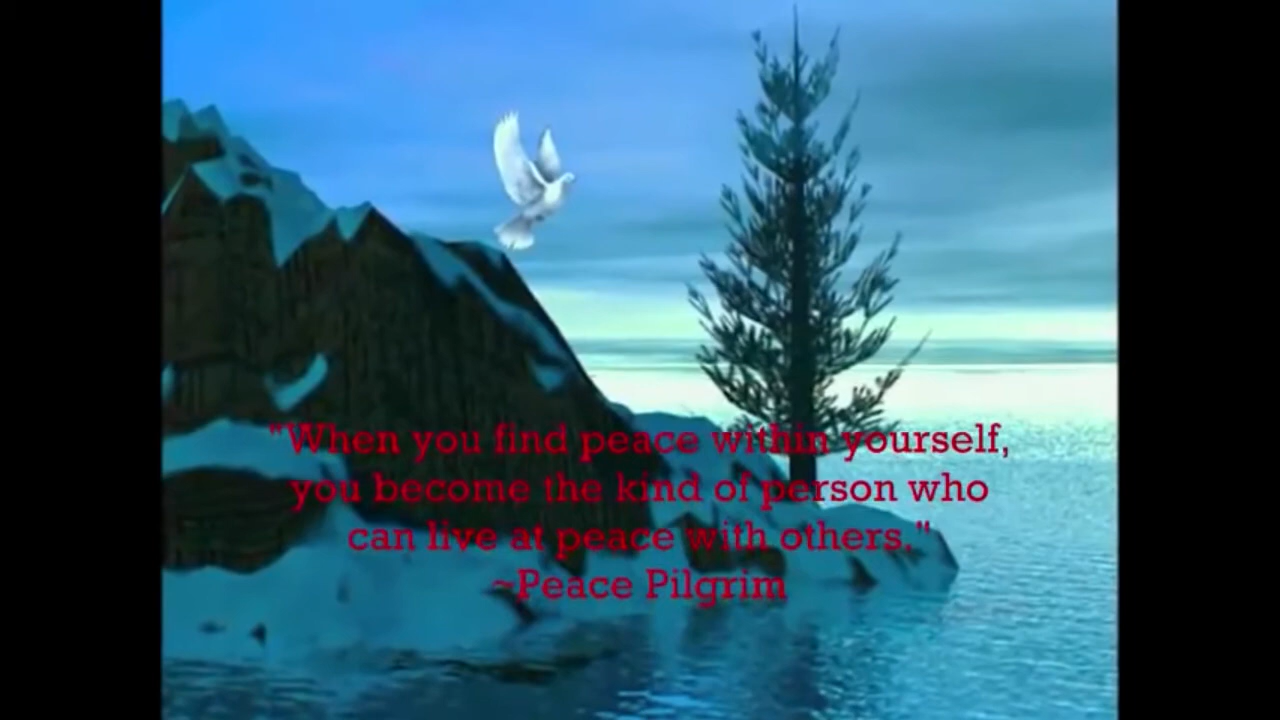 "When you find peace within yourself,
you become the kind of person who
can live at peace with others."
~Peace Pilgrim